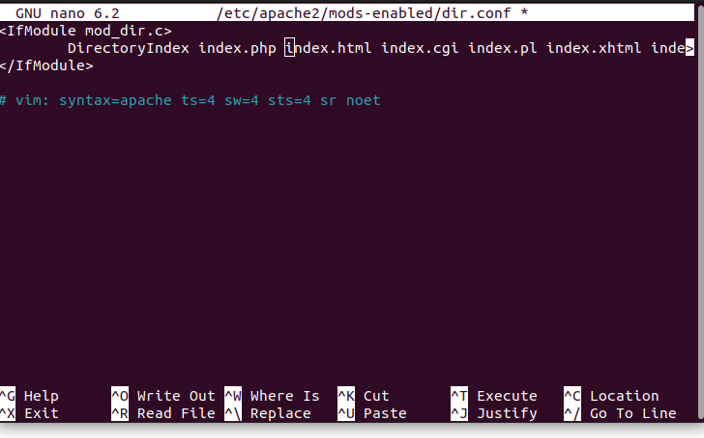 GNU nano 6.2 /etc/apache2/mods-enabled/dir.conf *
<IfModule mod_dir.c>
DirectoryIndex index.php index.html index.cgi index.pl index.xhtml inde>
</IfModule>
# vim: syntax=apache ts=4 sw=4 sts=4 sr noet
^G Help ^O Write Out ^W Where Is ^K Cut ^T Execute ^C Location
^X Exit ^R Read File ^\ Replace ^U Paste ^J Justify ^/ Go To Line